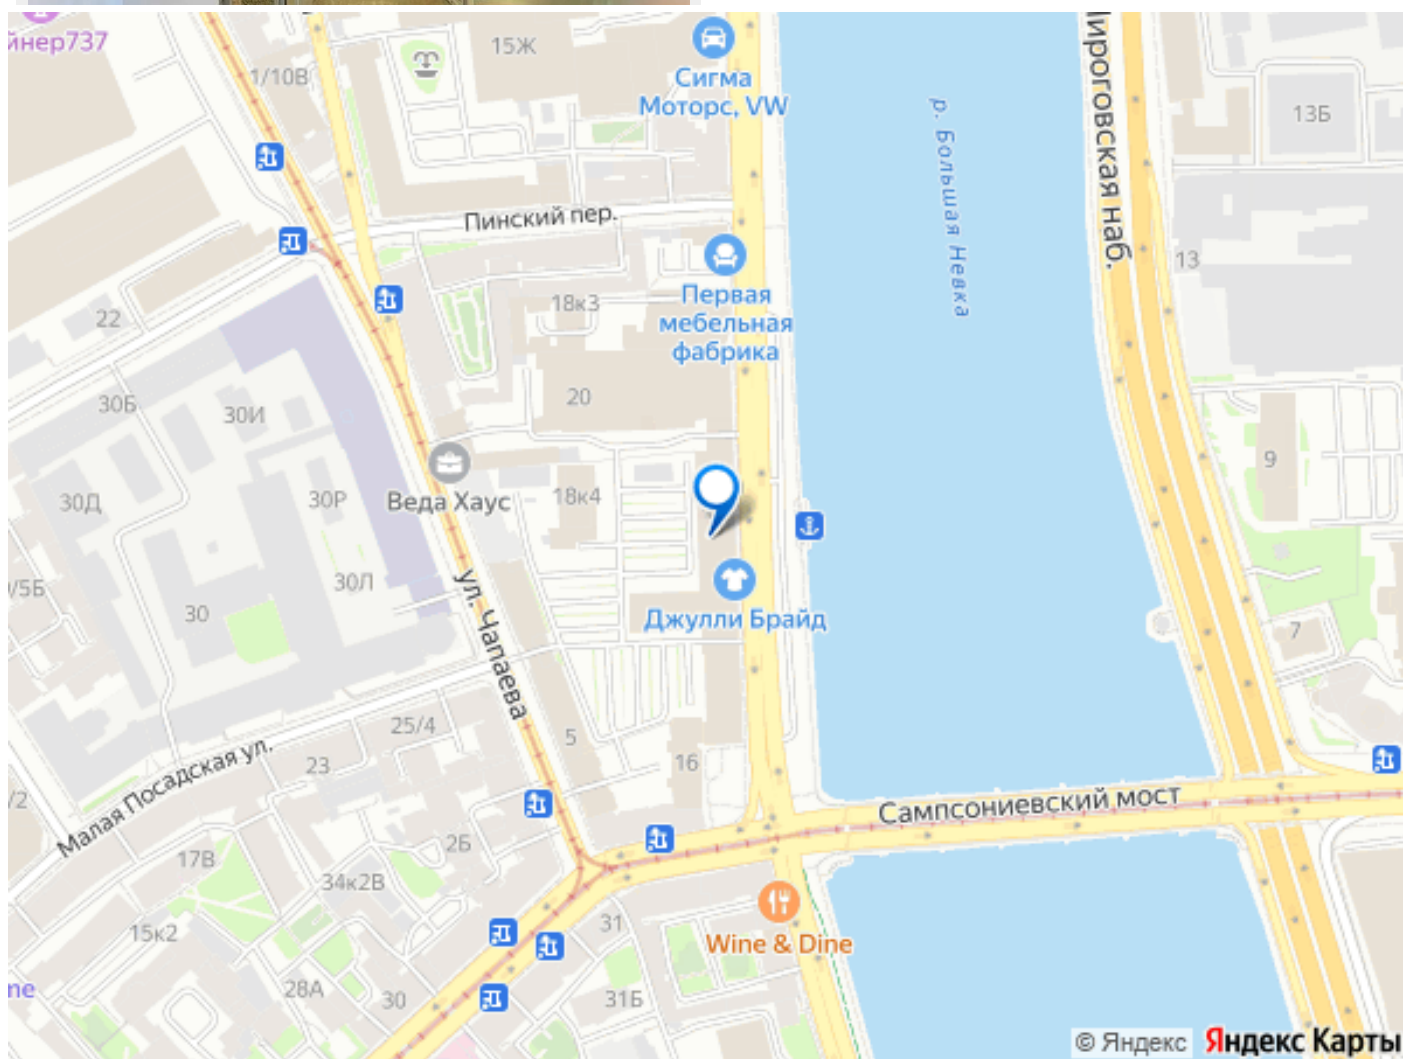 йнер737
1/10В
15Ж
Сигма
Моторс, VW
р. Большая Невка
Пироговская наб.
13Б
Пинский пер.
13
22
18к3
Первая
мебельная
фабрика
30Б
30И
20
30Д
30Р
Веда Хаус
18к4
9
/5Б
30
30Л
ул. Чапаева
Джулли Брайд
7
25/4
Малая Посадская ул.
23
5
16
/2
Сампсониевский мост
17В
2Б
34к2В
15к2
31
Wine & Dine
me
28А
30
31Б
© Яндекс Яндекс Карты